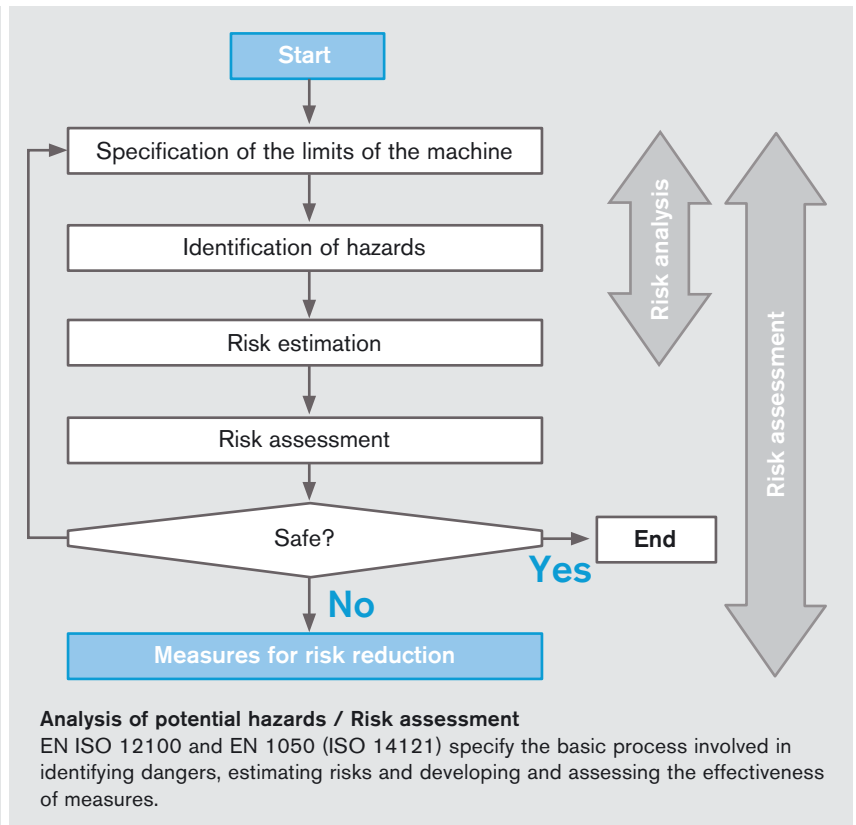 Start
Specification of the limits of the machine
Identification of hazards
Risk estimation
Risk assessment
Safe?
End
Yes
No
Measures for risk reduction
Risk analysis
Risk assessment
Analysis of potential hazards / Risk assessment
EN ISO 12100 and EN 1050 (ISO 14121) specify the basic process involved in
identifying dangers, estimating risks and developing and assessing the effectiveness
of measures.